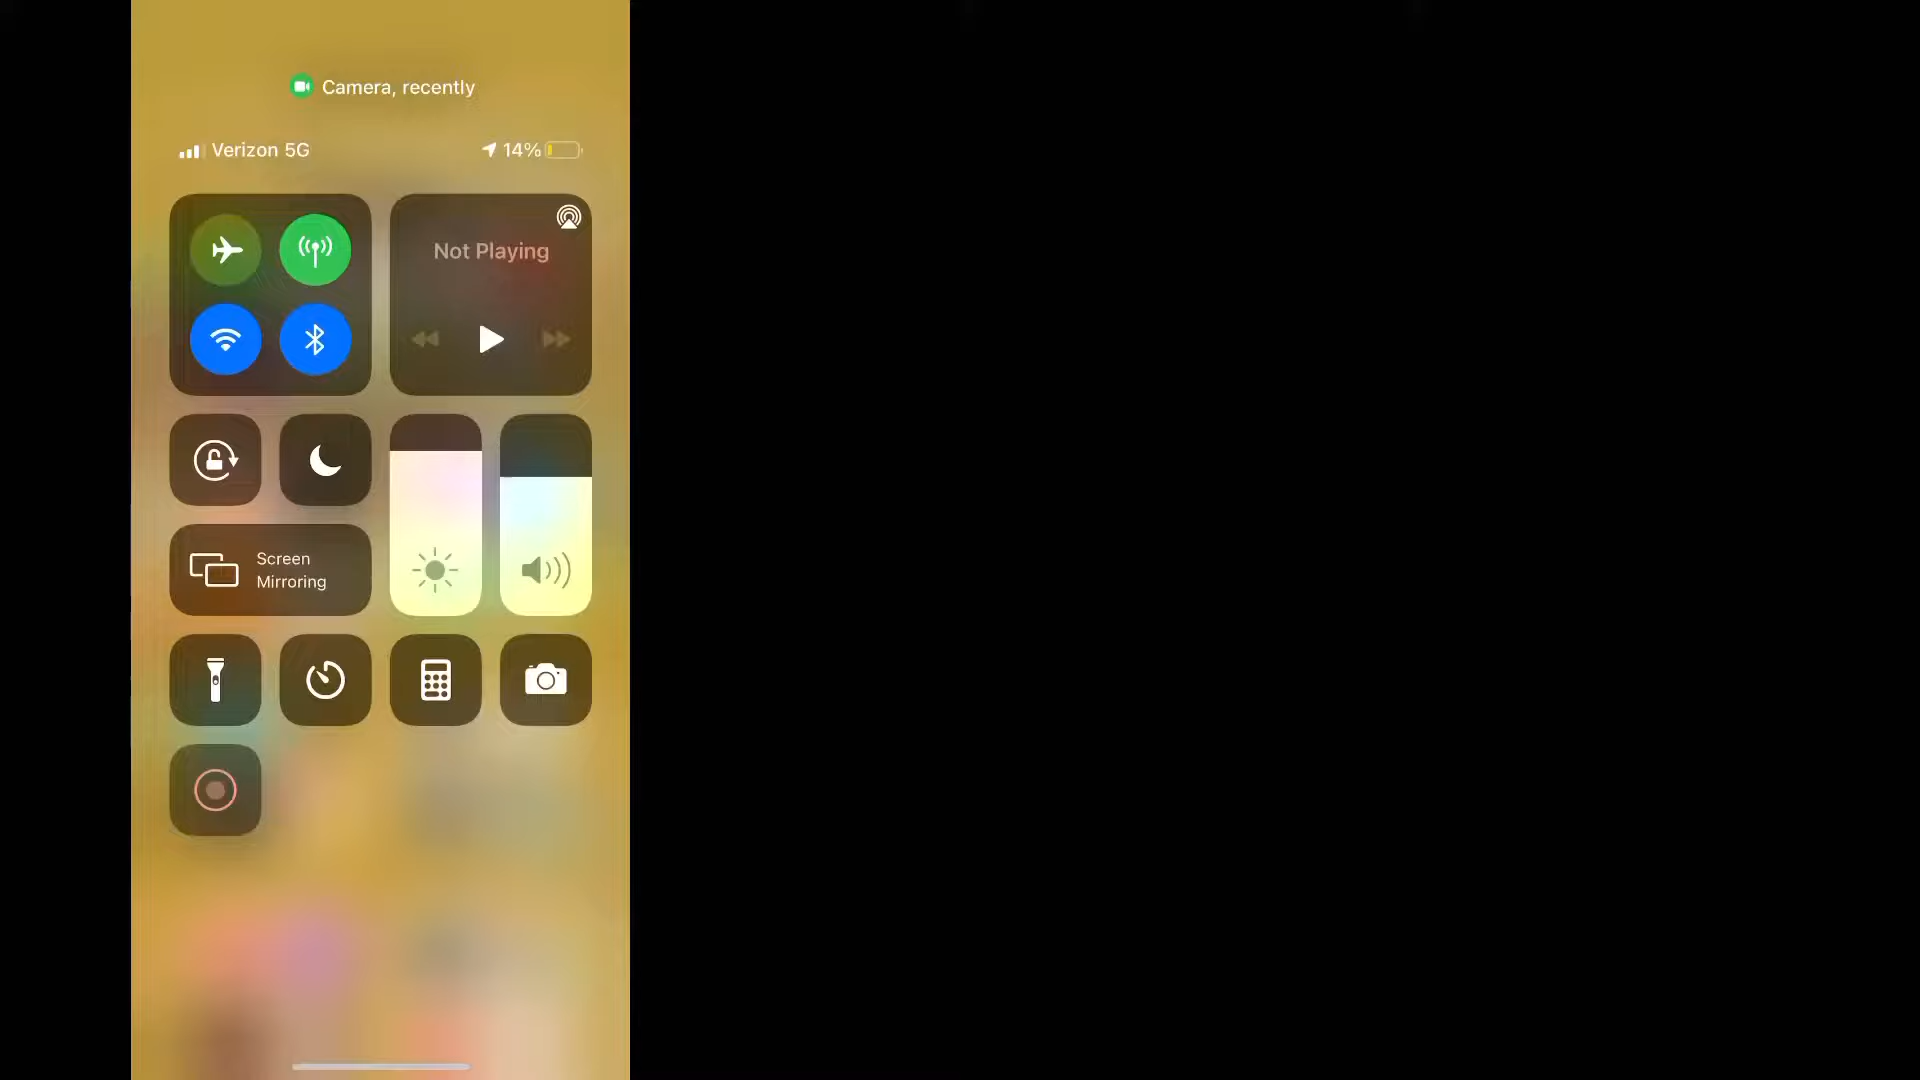 Camera, recently
Verizon 5G 14%
Not Playing
Screen
Mirroring